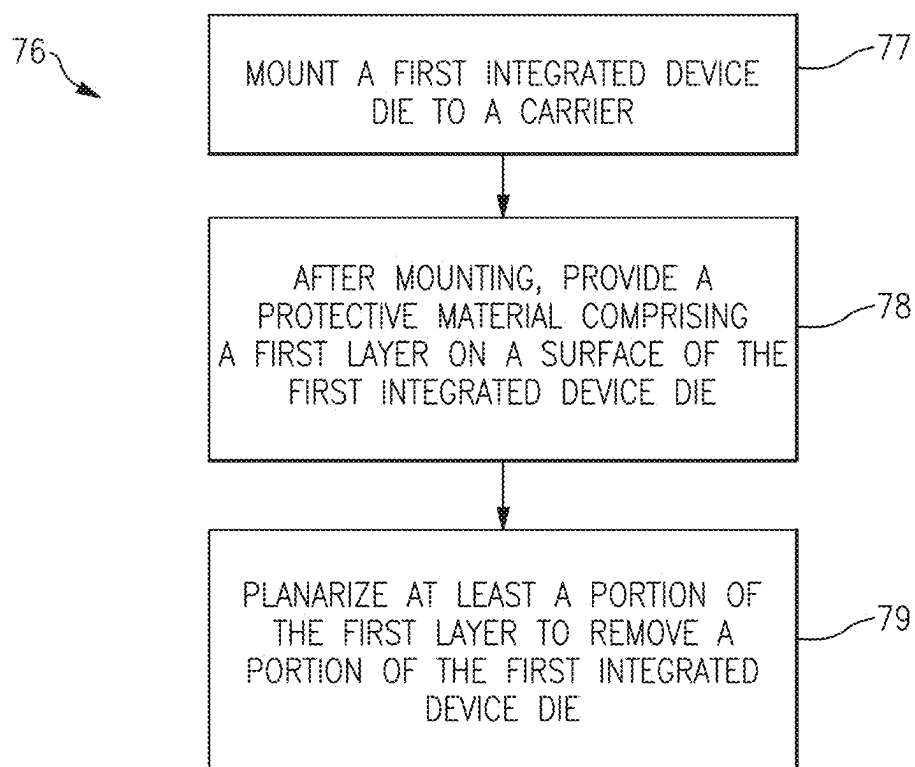 76
77
MOUNT A FIRST INTEGRATED DEVICE
DIE TO A CARRIER
AFTER MOUNTING, PROVIDE A
PROTECTIVE MATERIAL COMPRISING
A FIRST LAYER ON A SURFACE OF THE
FIRST INTEGRATED DEVICE DIE
78
PLANARIZE AT LEAST A PORTION OF
THE FIRST LAYER TO REMOVE A
PORTION OF THE FIRST INTEGRATED
DEVICE DIE
79